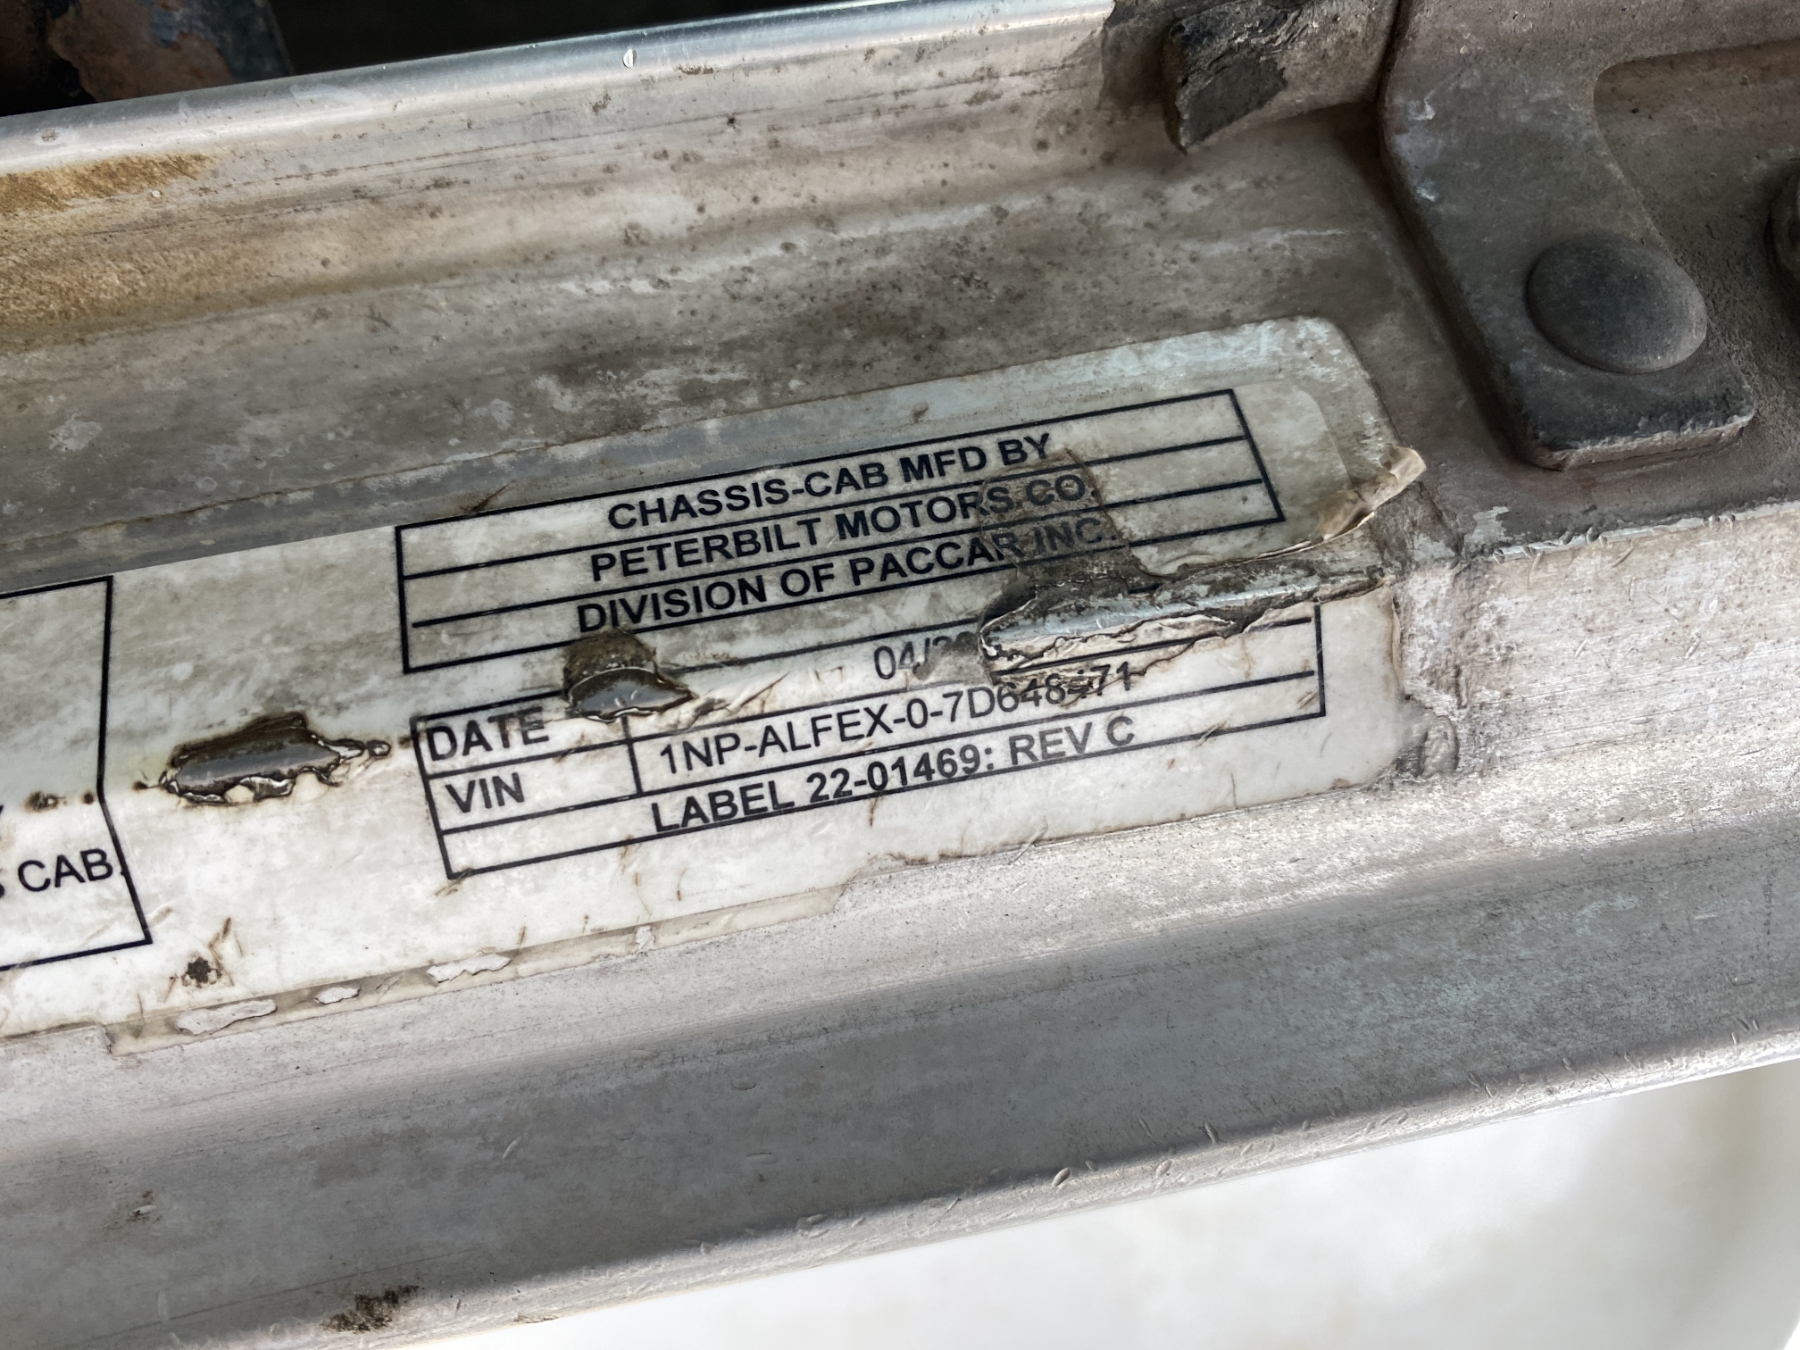 CHASSIS-CAB MFD BY
PETERBILT MOTORS CO.
DIVISION OF PACCAR INC.
DATE
VIN
LABEL 22-01469: REV C
CAB